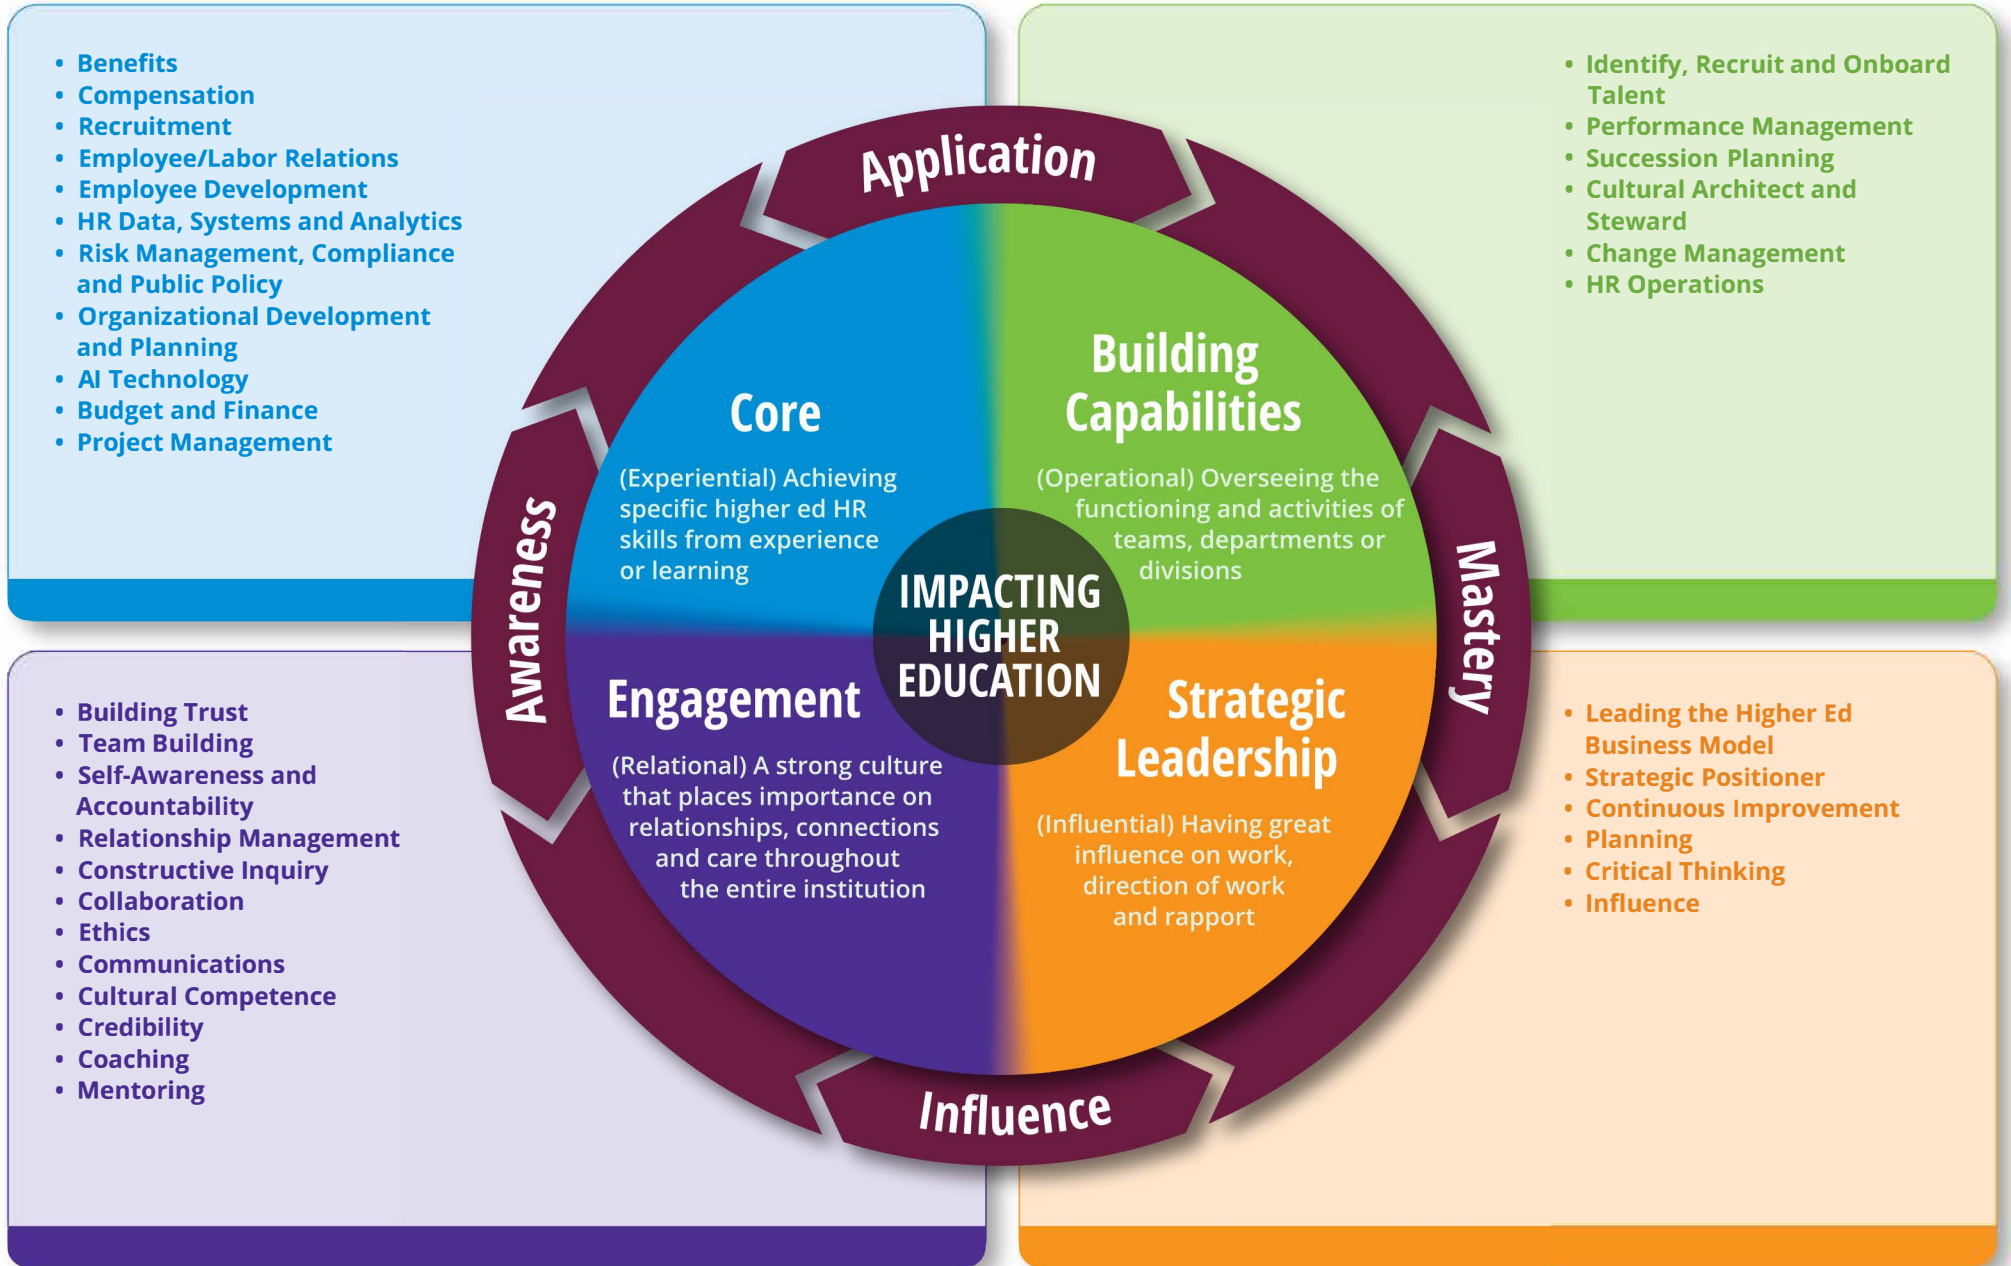 • Benefits
• Compensation
• Recruitment
• Employee/Labor Relations
• Employee Development
• HR Data, Systems and Analytics
• Risk Management, Compliance
and Public Policy
• Organizational Development
and Planning
• AI Technology
• Budget and Finance
• Project Management
• Identify, Recruit and Onboard
Talent
• Performance Management
• Succession Planning
• Cultural Architect and
Steward
• Change Management
• HR Operations
Application
Mastery
Influence
Awareness
Core
(Experiential) Achieving
specific higher ed HR
skills from experience
or learning
Building
Capabilities
(Operational) Overseeing the
functioning and activities of
teams, departments or
divisions
IMPACTING
HIGHER
EDUCATION
Engagement
(Relational) A strong culture
that places importance on
relationships, connections
and care throughout
the entire institution
Strategic
Leadership
(Influential) Having great
influence on work,
direction of work
and rapport
• Building Trust
• Team Building
• Self-Awareness and
Accountability
• Relationship Management
• Constructive Inquiry
• Collaboration
• Ethics
• Communications
• Cultural Competence
• Credibility
• Coaching
• Mentoring
• Leading the Higher Ed
Business Model
• Strategic Positioner
• Continuous Improvement
• Planning
• Critical Thinking
• Influence